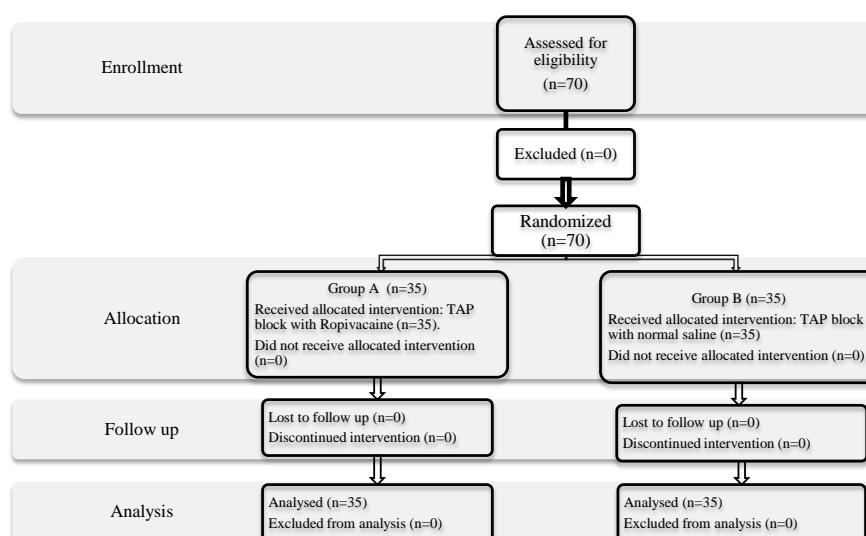 Enrollment
Assessed for
eligibility
(n=70)
Excluded (n=0)
Randomized
(n=70)
Allocation
Group A (n=35)
Received allocated intervention: TAP
block with Ropivacaine (n=35).
Did not receive allocated intervention
(n=0)
Group B (n=35)
Received allocated intervention: TAP block
with normal saline (n=35)
Did not receive allocated intervention (n=0)
Follow up
Lost to follow up (n=0)
Discontinued intervention (n=0)
Lost to follow up (n=0)
Discontinued intervention (n=0)
Analysis
Analysed (n=35)
Excluded from analysis (n=0)
Analysed (n=35)
Excluded from analysis (n=0)